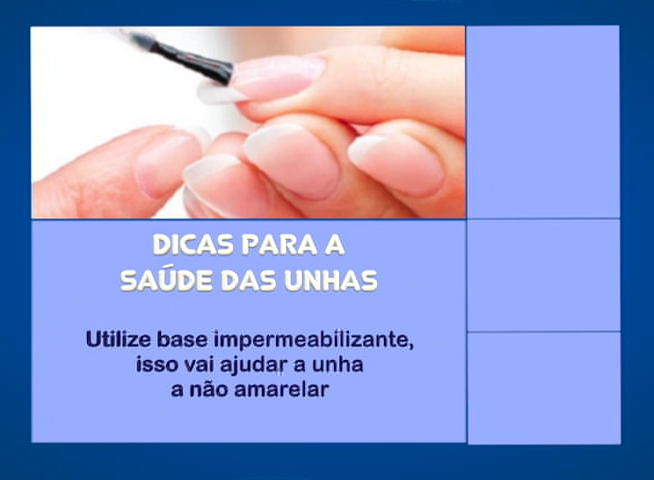 DICAS PARA A
SAÚDE DAS UNHAS
Utilize base impermeabilizante,
isso vai ajudar a unha
a não amarelar